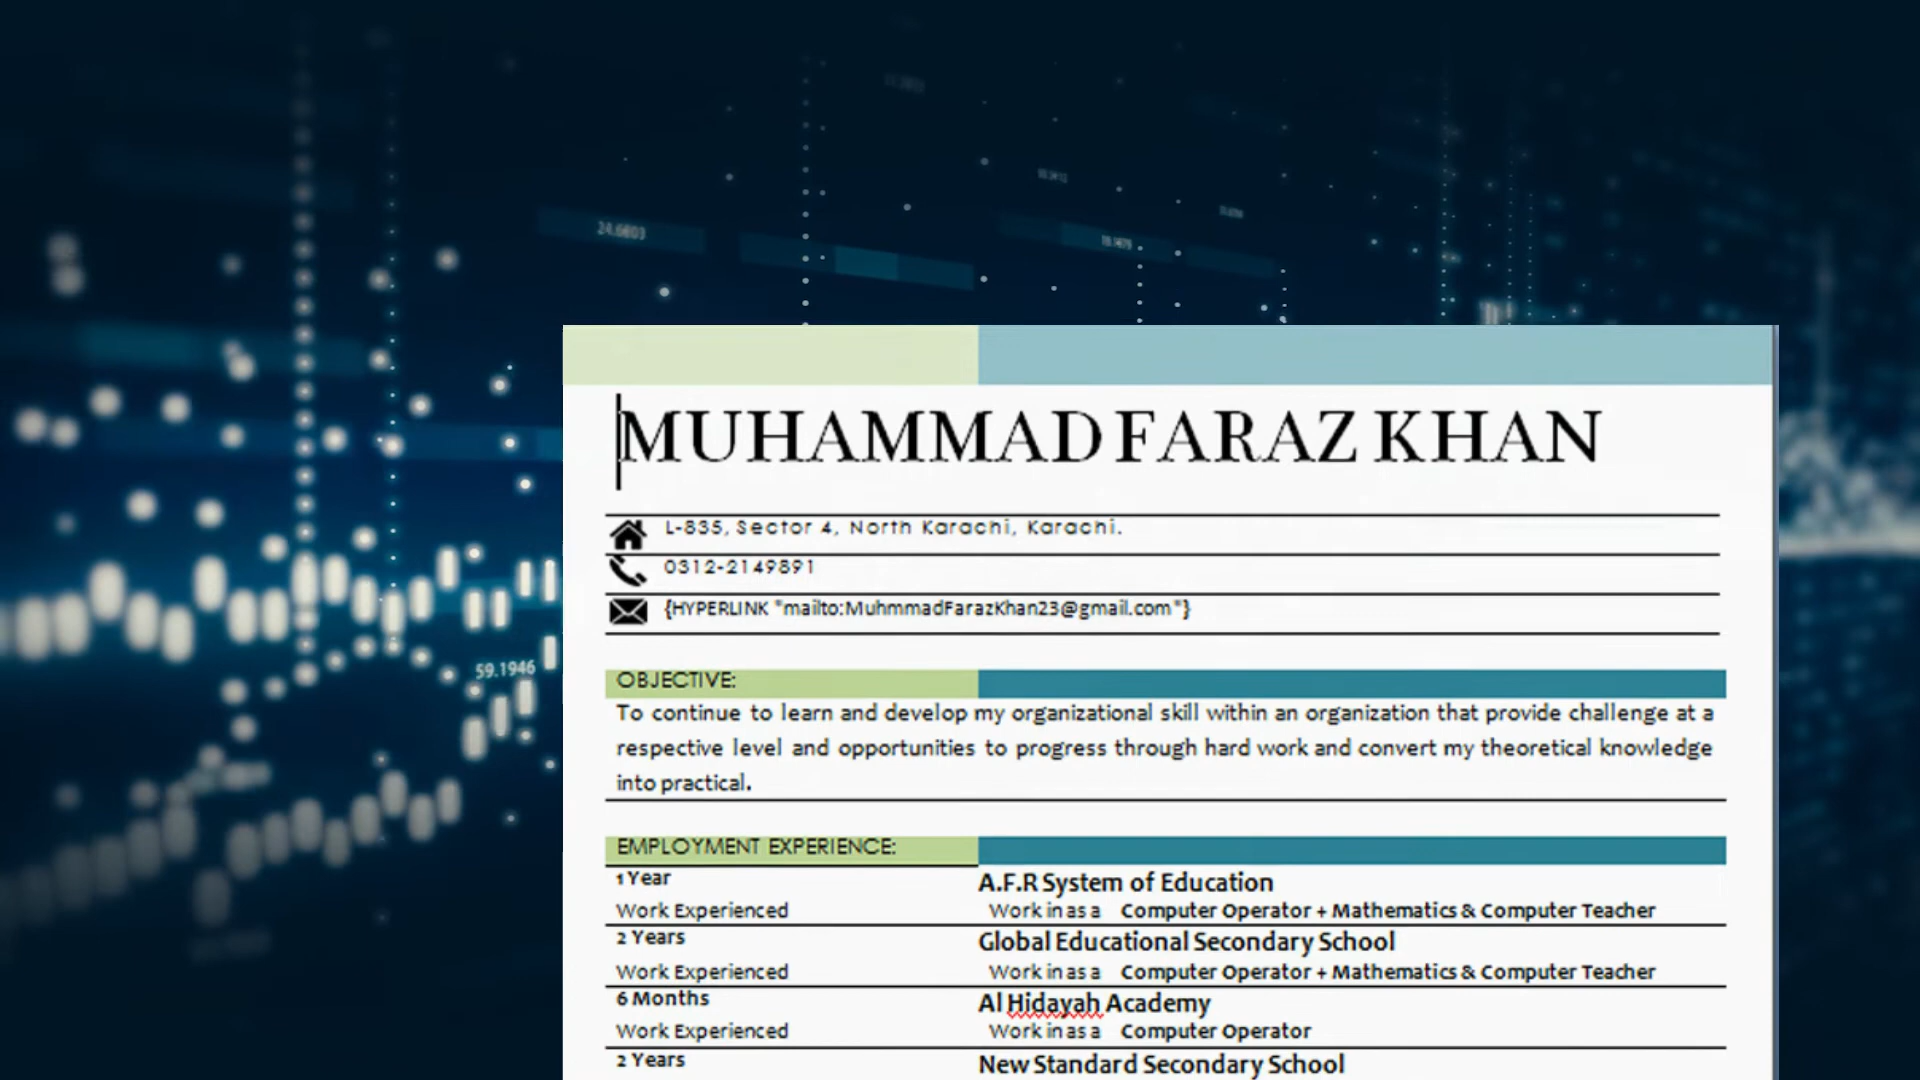 24.6803
59.1946
MUHAMMAD FARAZ KHAN
L-835, Sector 4, North Karachi, Karachi.
0312-2149891
{HYPERLINK "mailto:MuhmmadFarazKhan23@gmail.com"}
OBJECTIVE:
To continue to learn and develop my organizational skill within an organization that provide challenge at a
respective level and opportunities to progress through hard work and convert my theoretical knowledge
into practical.
EMPLOYMENT EXPERIENCE:
1 Year A.F.R System of Education
Work Experienced Work in as a Computer Operator + Mathematics & Computer Teacher
2 Years Global Educational Secondary School
Work Experienced Work in as a Computer Operator + Mathematics & Computer Teacher
6 Months Al Hidayah Academy
Work Experienced Work in as a Computer Operator
2 Years New Standard Secondary School